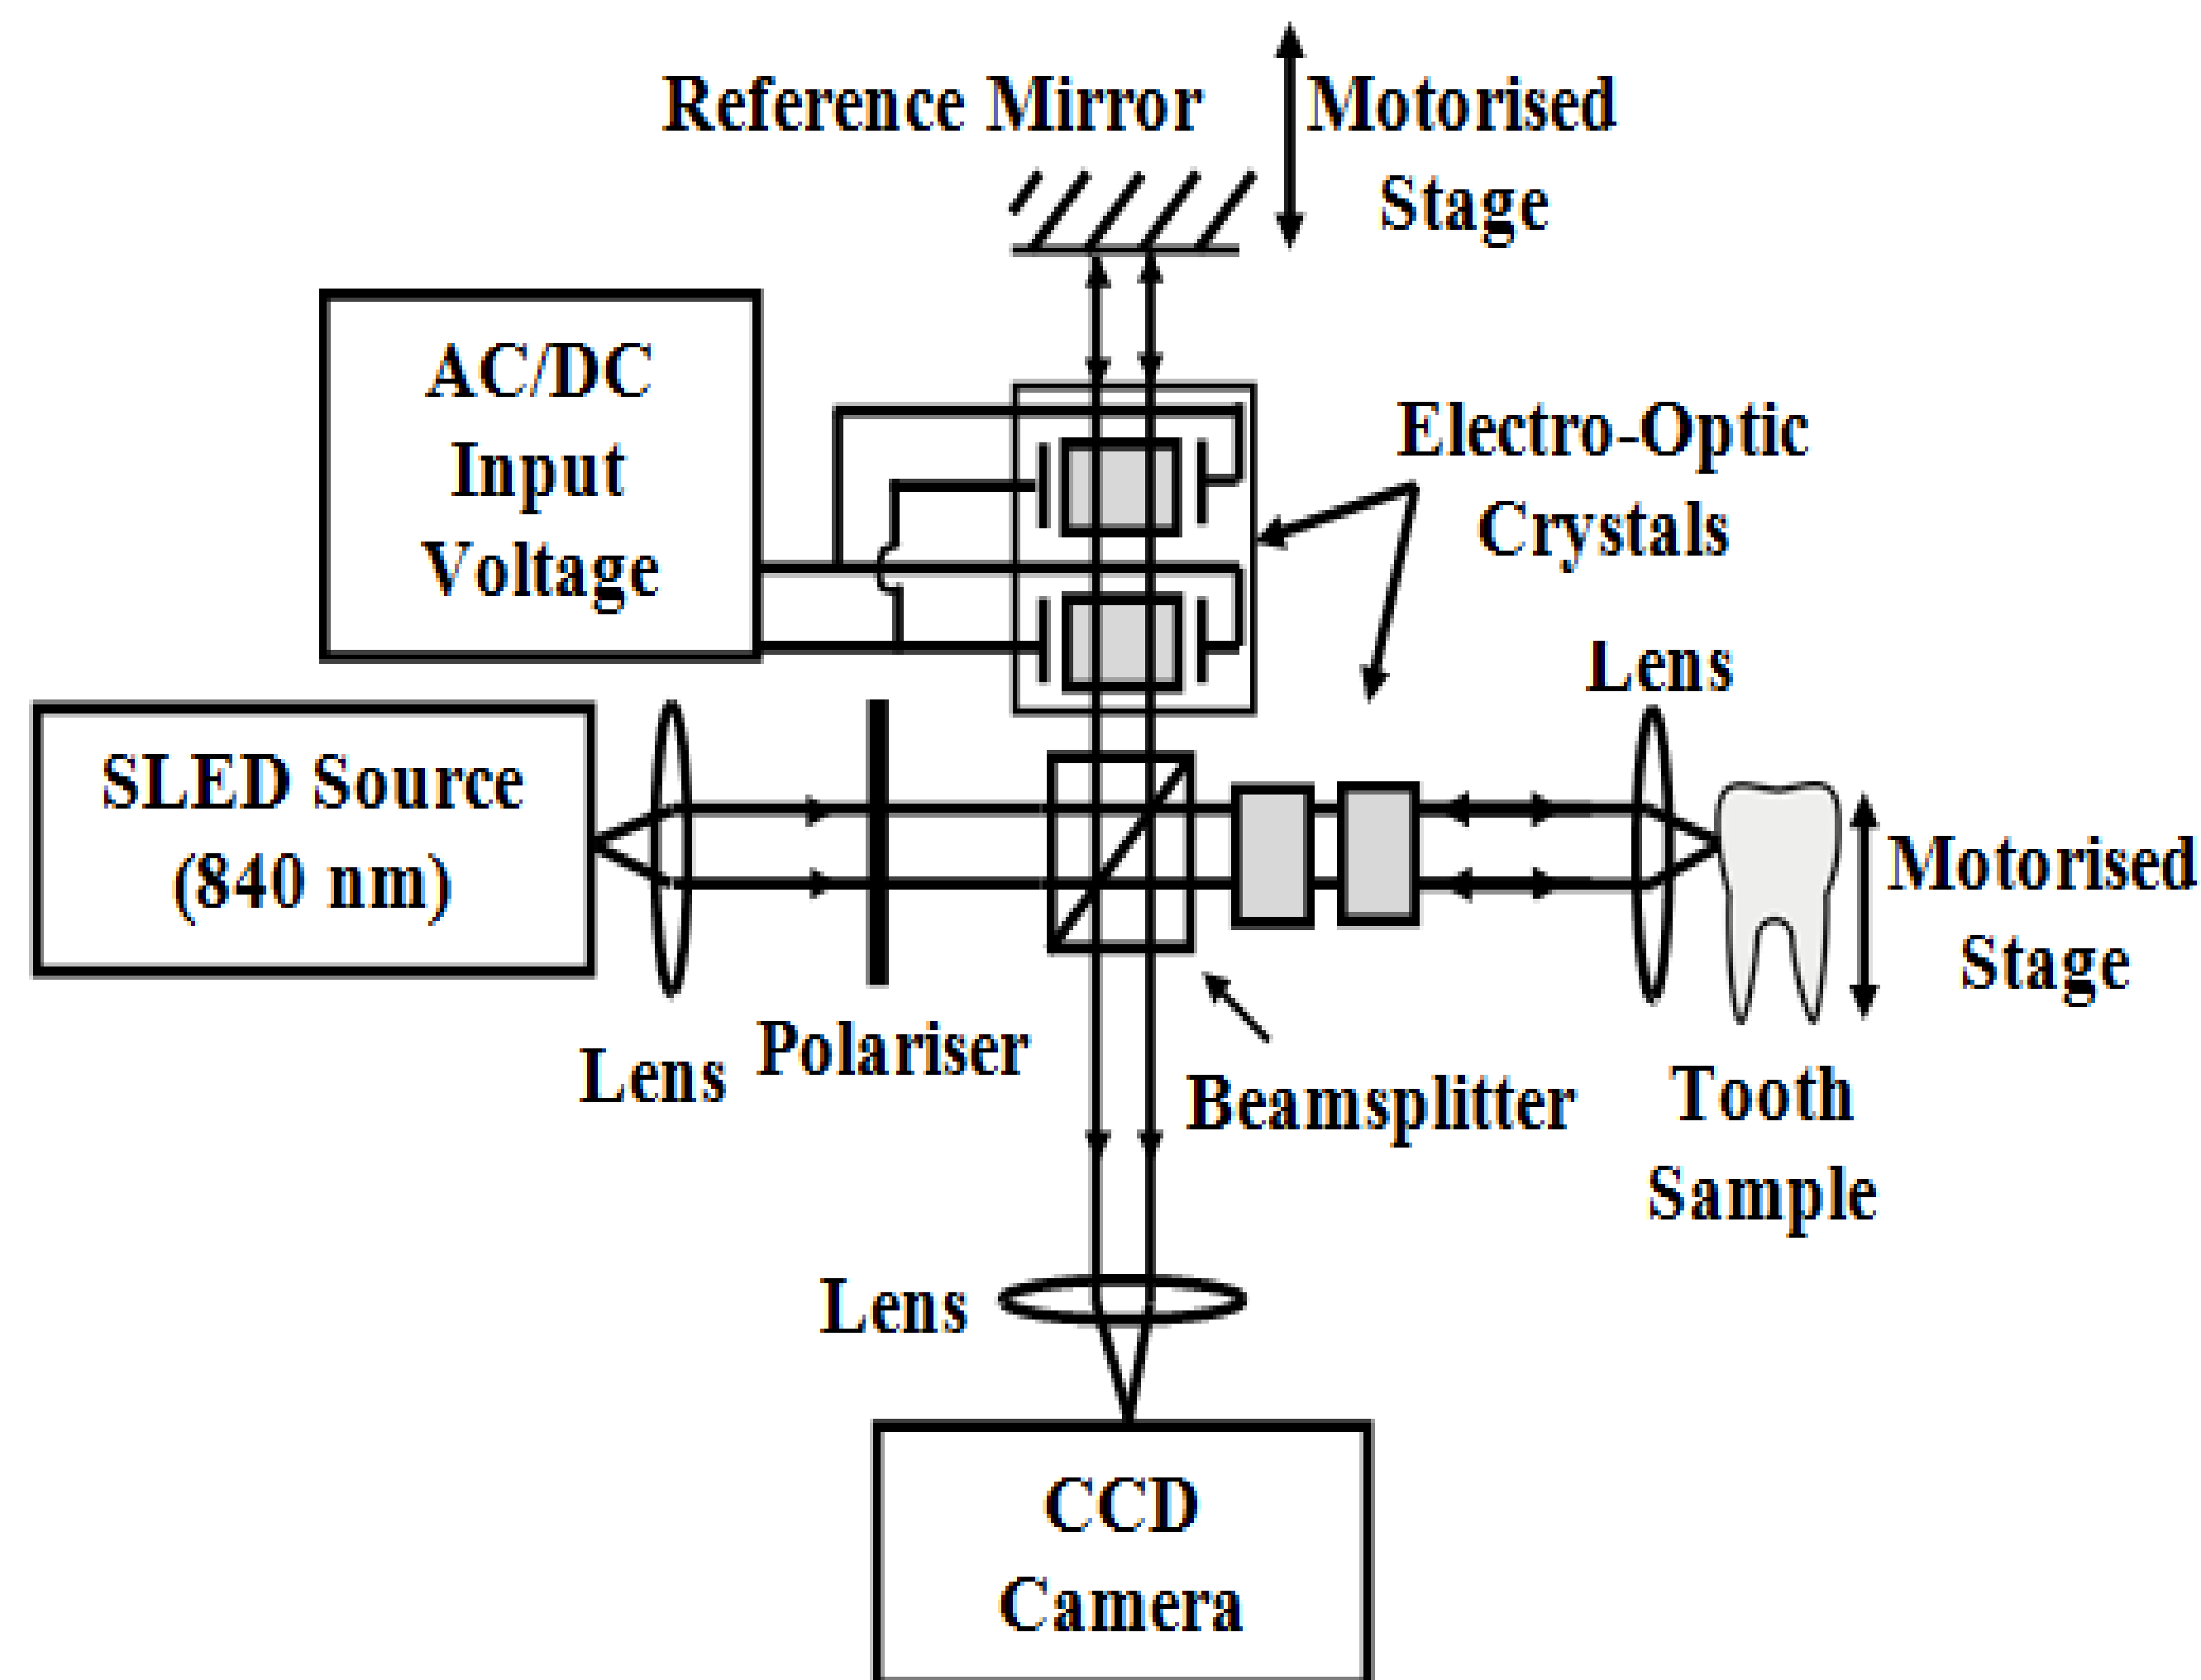 Reference Mirror
Motorised
Stage
AC/DC
Input
Voltage
Electro-Optic
Crystals
Lens
SLED Source
(840 nm)
Motorised
Stage
Lens
Polariser
Beamsplitter
Tooth
Sample
Lens
CCD
Camera